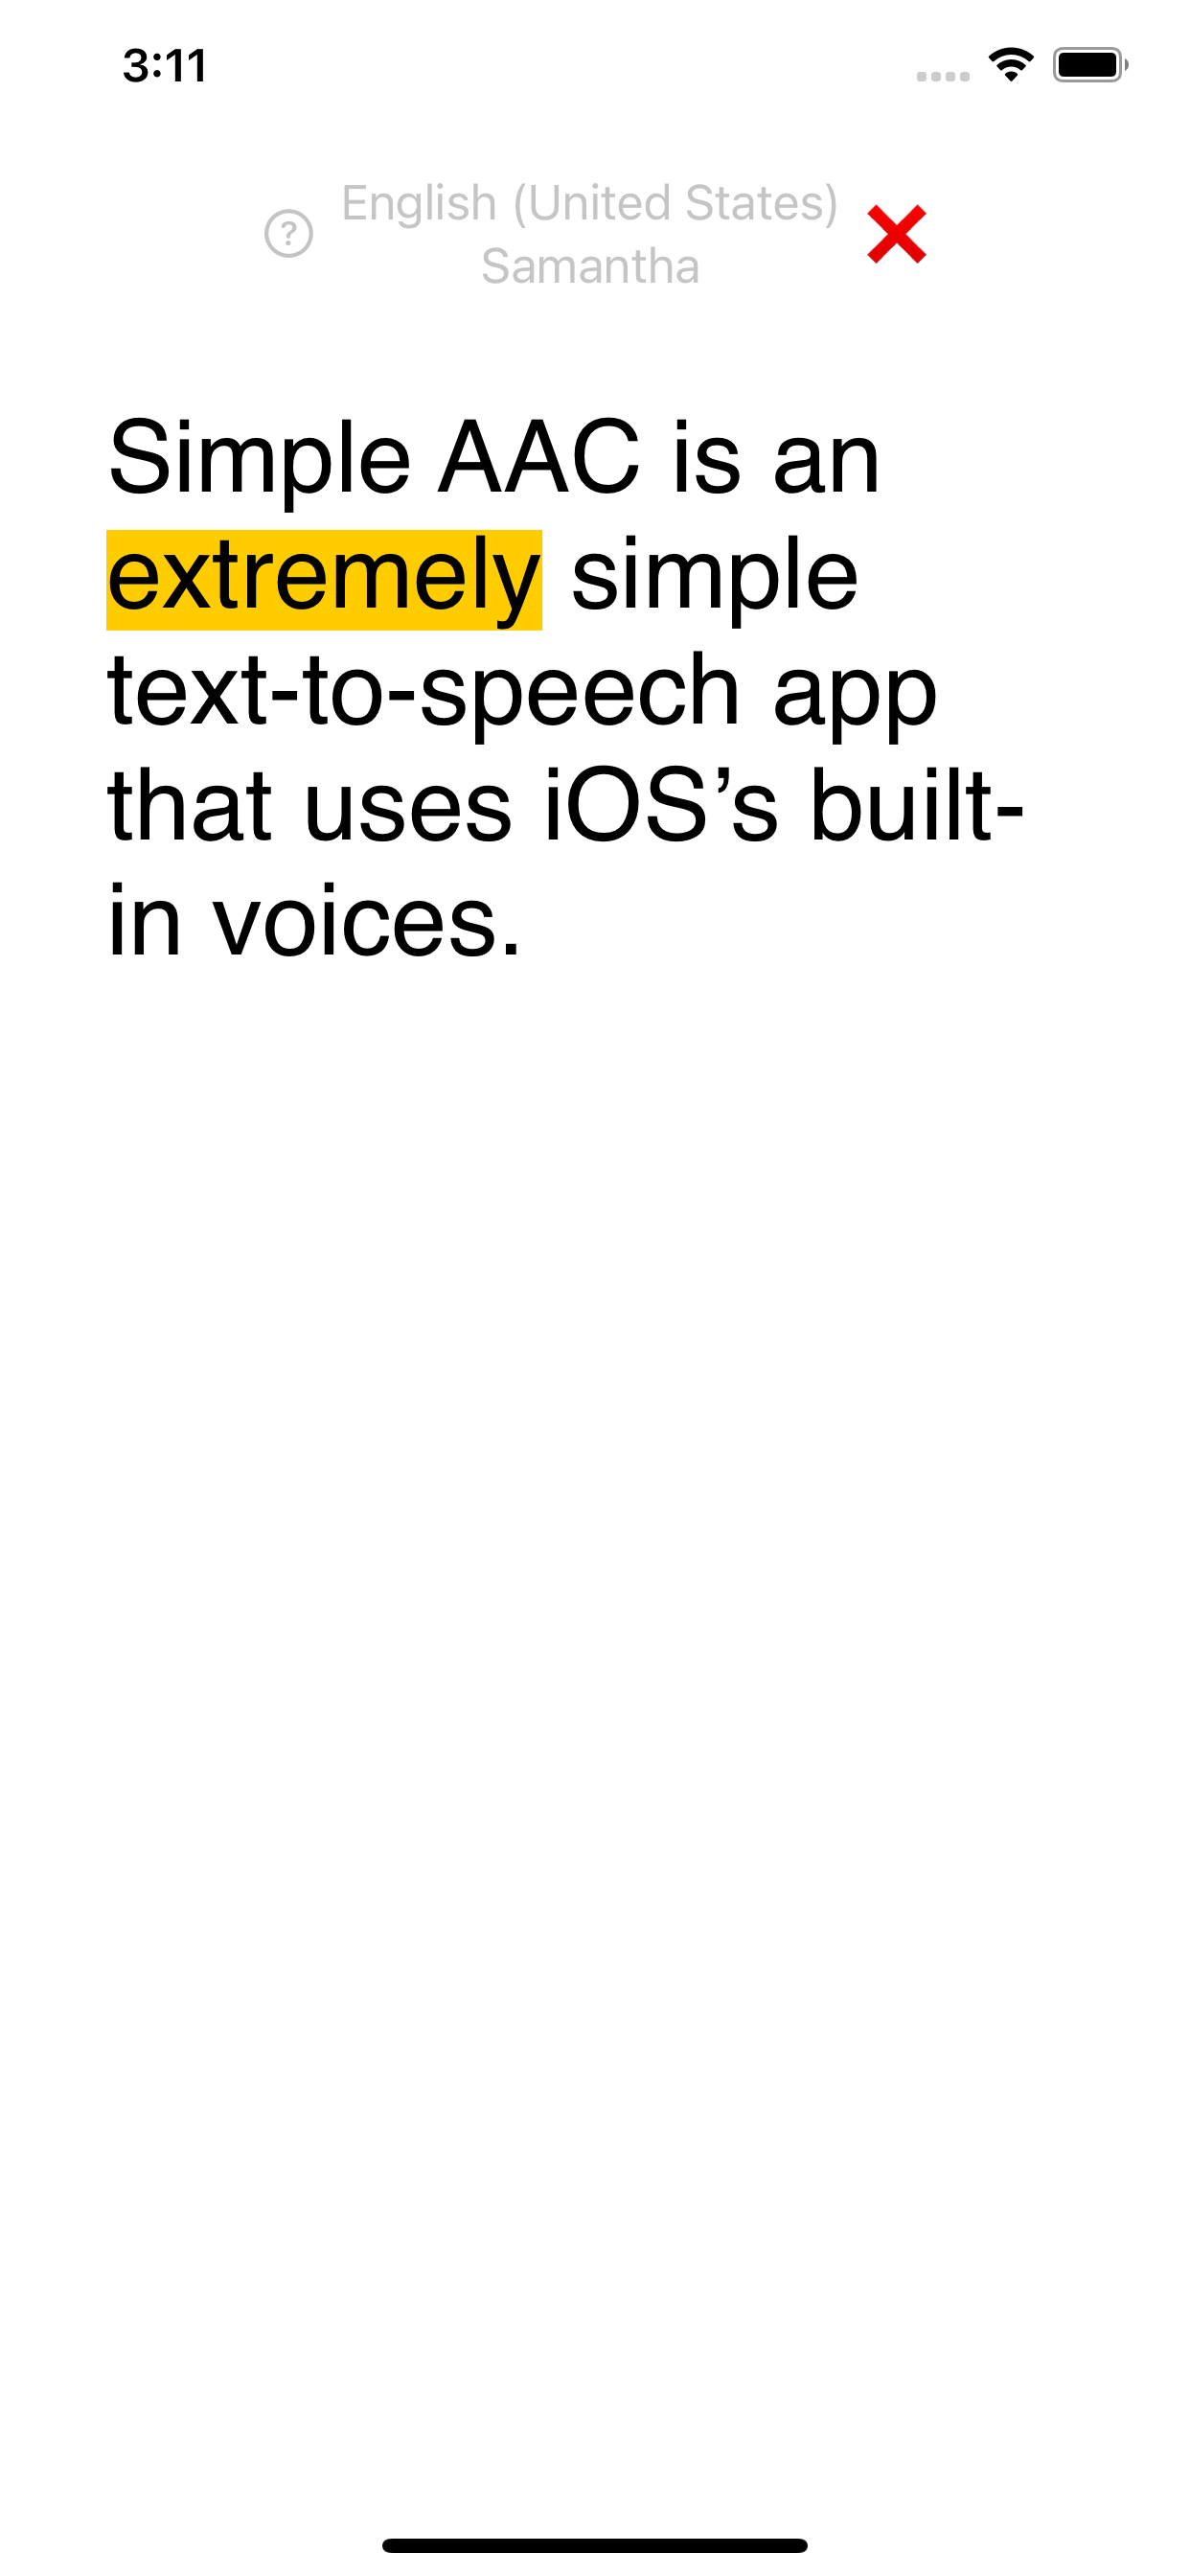 3:11
English (United States)
Samantha
Simple AAC is an
extremely simple
text-to-speech app
that uses iOS’s built-
in voices.